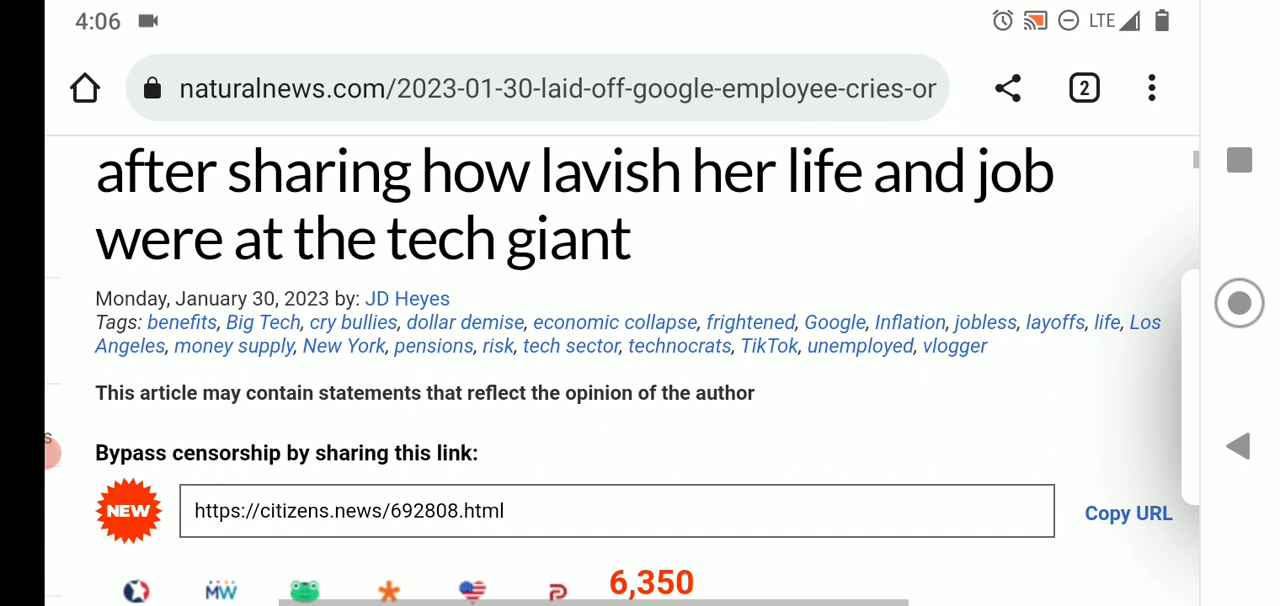 4:06 LTE
naturalnews.com/2023-01-30-laid-off-google-employee-cries-or 2
after sharing how lavish her life and job
were at the tech giant
Monday, January 30, 2023 by: JD Heyes
Tags: benefits, Big Tech, cry bullies, dollar demise, economic collapse, frightened, Google, Inflation, jobless, layoffs, life, Los
Angeles, money supply, New York, pensions, risk, tech sector, technocrats, TikTok, unemployed, vlogger
This article may contain statements that reflect the opinion of the author
s
Bypass censorship by sharing this link:
NEW https://citizens.news/692808.html Copy URL
MW 6,350